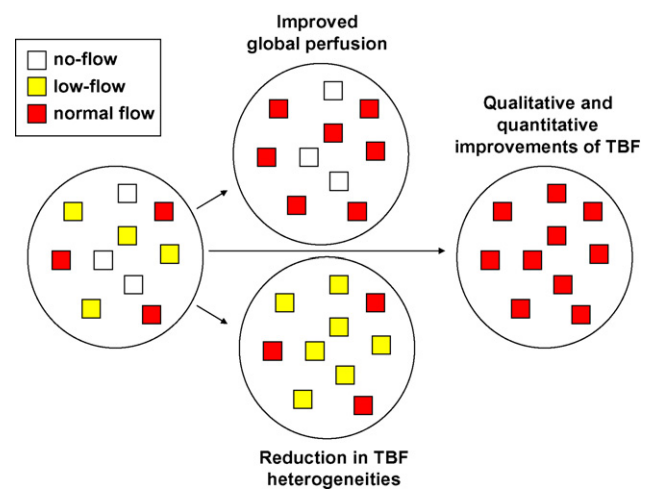 Improved
global perfusion
no-flow
low-flow
normal flow
Qualitative and
quantitative
improvements of TBF
Reduction in TBF
heterogeneities